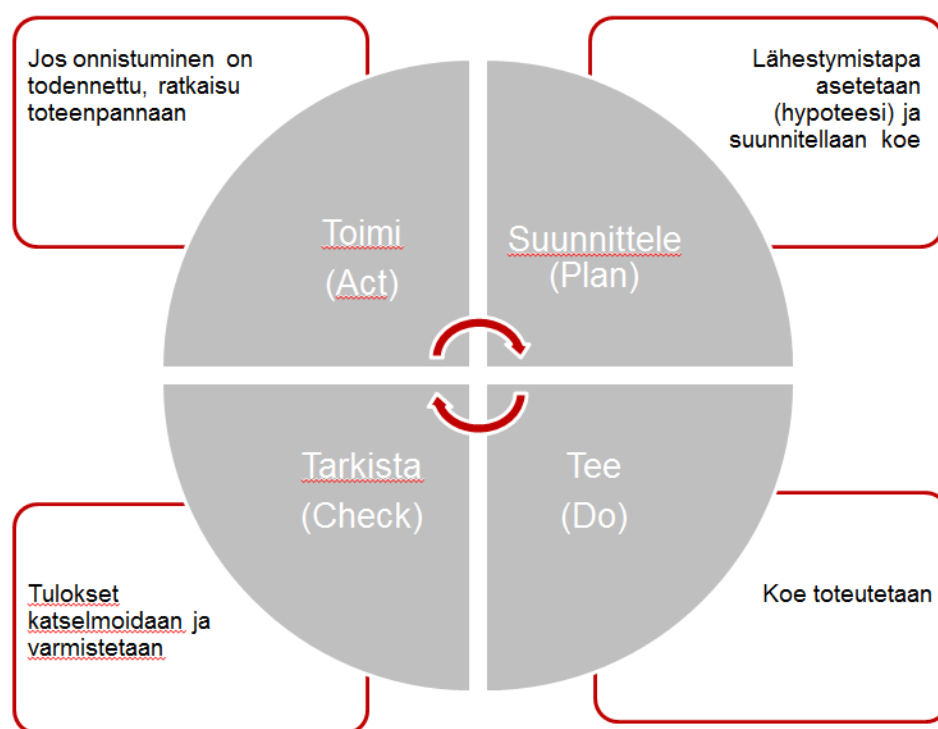 Jos onnistuminen on
todennettu, ratkaisu
toteenpannaan
Lähestymistapa
asetetaan
(hypoteesi) ja
suunnitellaan koe
Toimi
(Act)
Suunnittele
(Plan)
Tarkista
(Check)
Tee
(Do)
Tulokset
katselmoidaan ja
varmistetaan
Koe toteutetaan